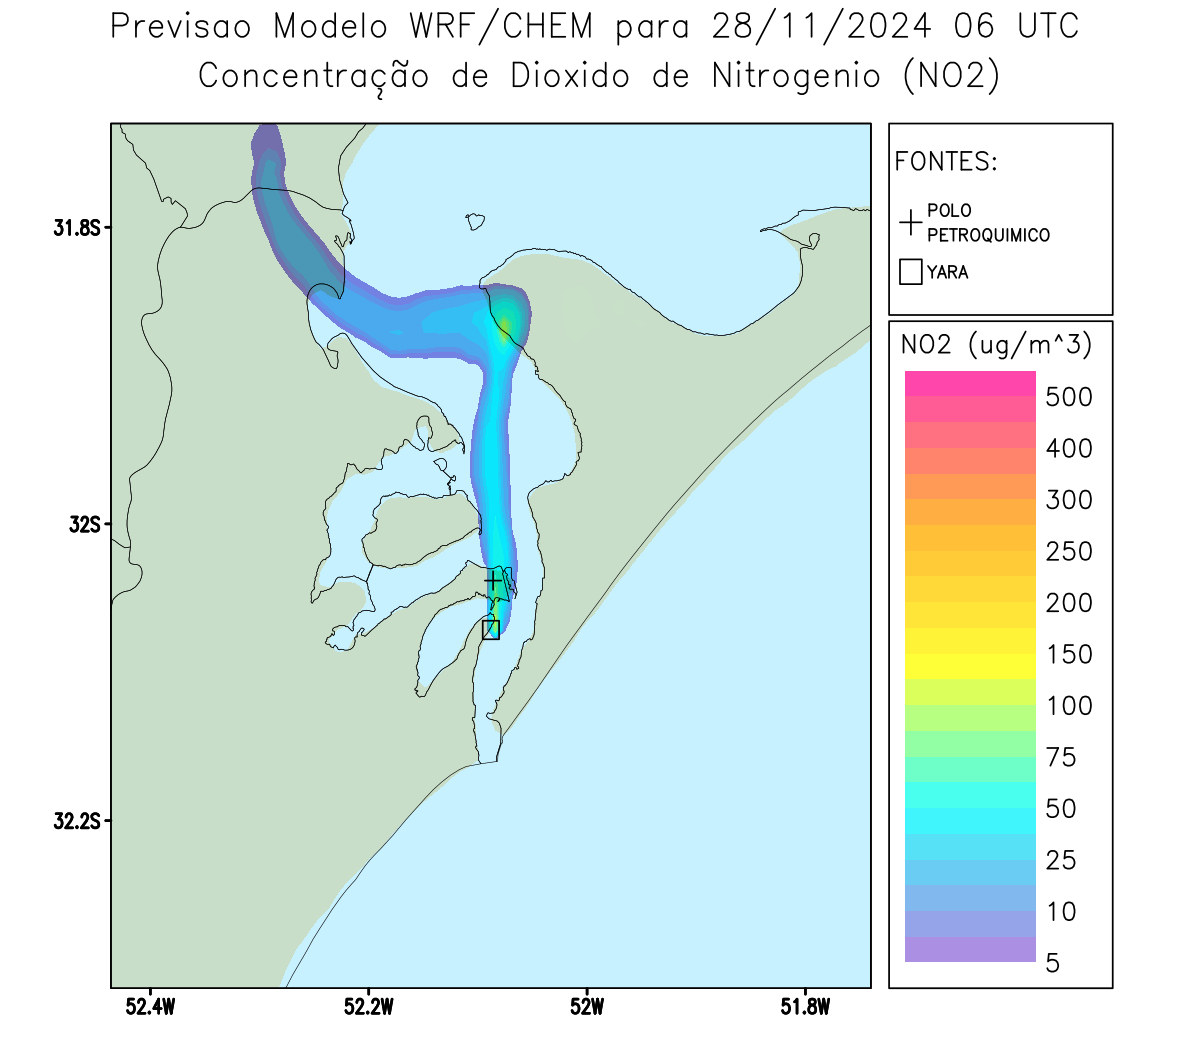 Previsao Modelo WRF/CHEM para 28/11/2024 06 UTC
Concentração de Dioxido de Nitrogenio (NO2)
FONTES:
POLO
PETROQUIMICO
YARA
NO2 (ug/m^3)
500
400
300
250
200
150
100
75
50
25
10
5
31.8S
32S
32.2S
52.4W
52.2W
52W
51.8W